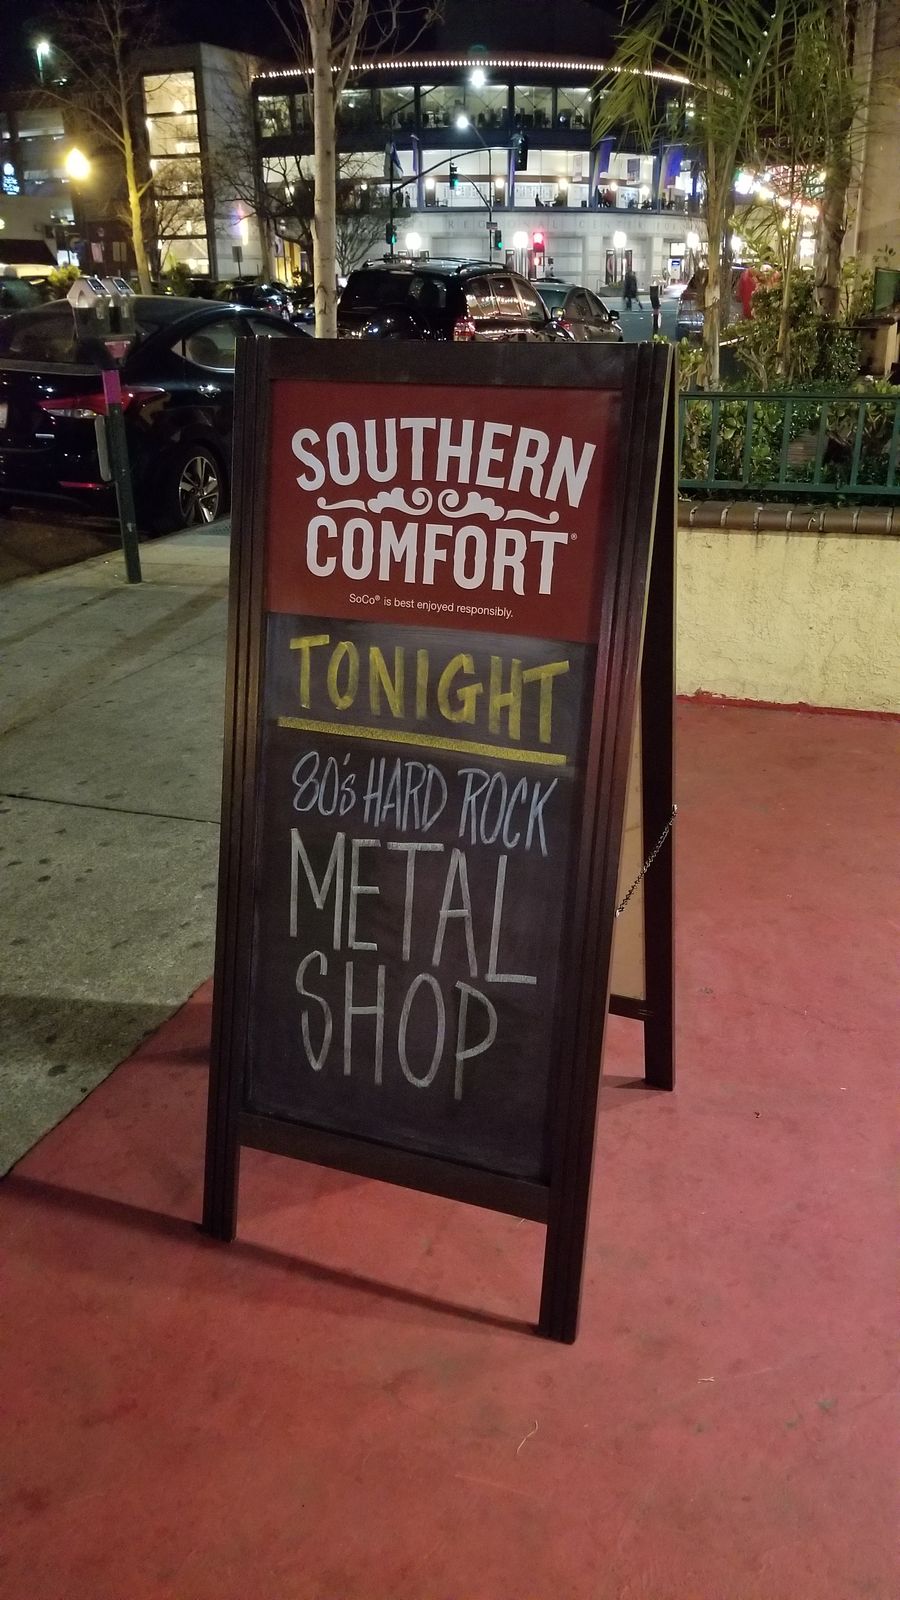 SOUTHERN
COMFORT®
SoCo® is best enjoyed responsibly.
TONIGHT
80's HARD ROCK
METAL
SHOP